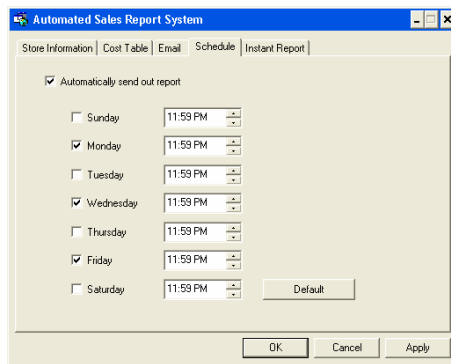 Automated Sales Report System
Store Information Cost Table Email Schedule Instant Report
Automatically send out report
Sunday 11:59 PM
Monday 11:59 PM
Tuesday 11:59 PM
Wednesday 11:59 PM
Thursday 11:59 PM
Friday 11:59 PM
Saturday 11:59 PM Default
OK Cancel Apply